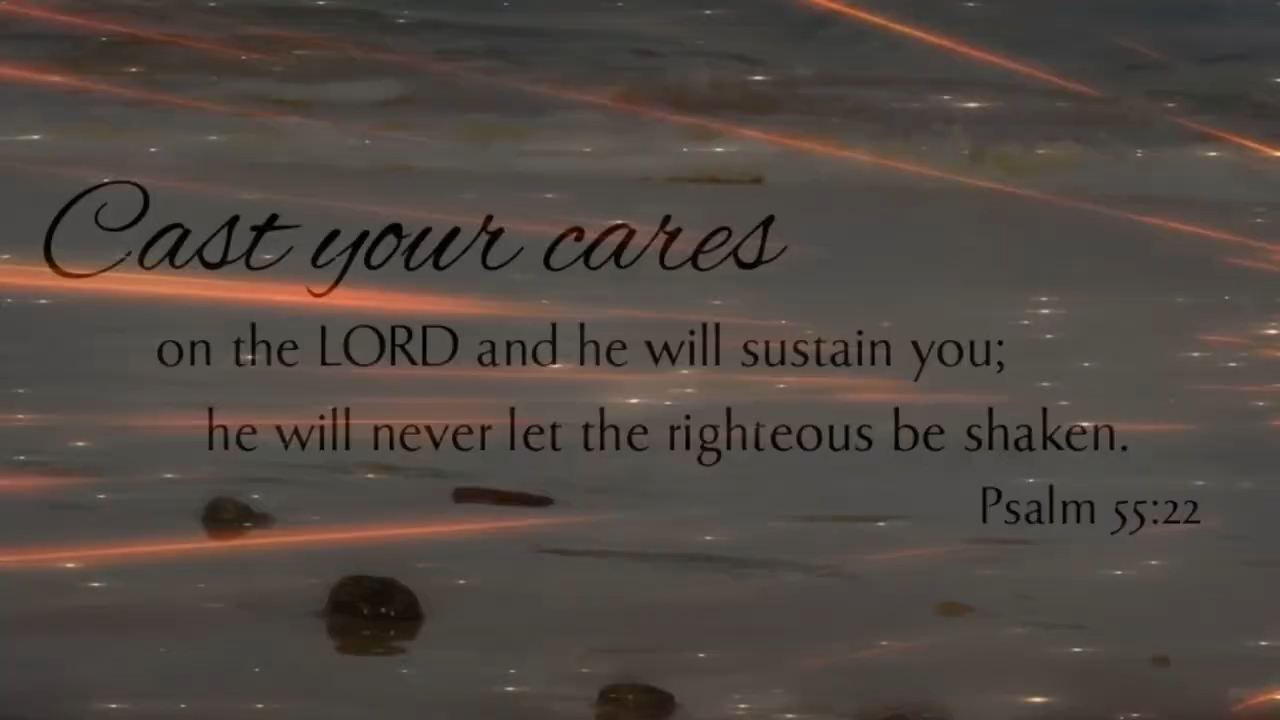 Cast your cares
on the LORD and he will sustain you;
he will never let the righteous be shaken.
Psalm 55:22